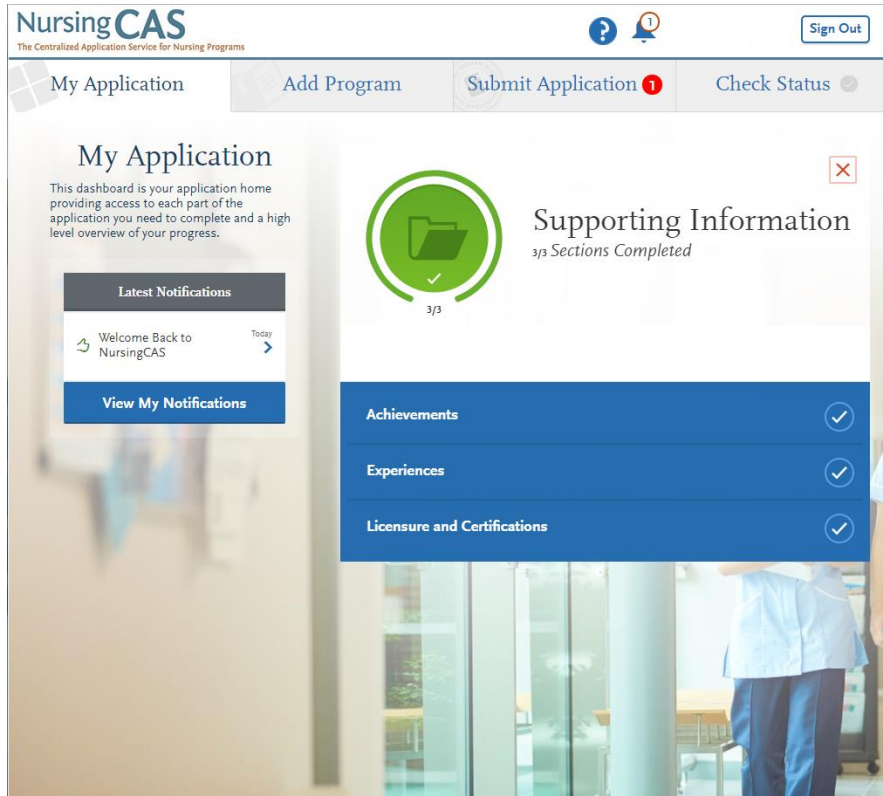 NursingCAS
The Centralized Application Service for Nursing Programs
?
1
Sign Out
My Application
Add Program
Submit Application 1
Check Status
My Application
This dashboard is your application home
providing access to each part of the
application you need to complete and a high
level overview of your progress.
Latest Notifications
Welcome Back to
NursingCAS
Today
View My Notifications
3/3
Supporting Information
3/3 Sections Completed
Achievements
Experiences
Licensure and Certifications